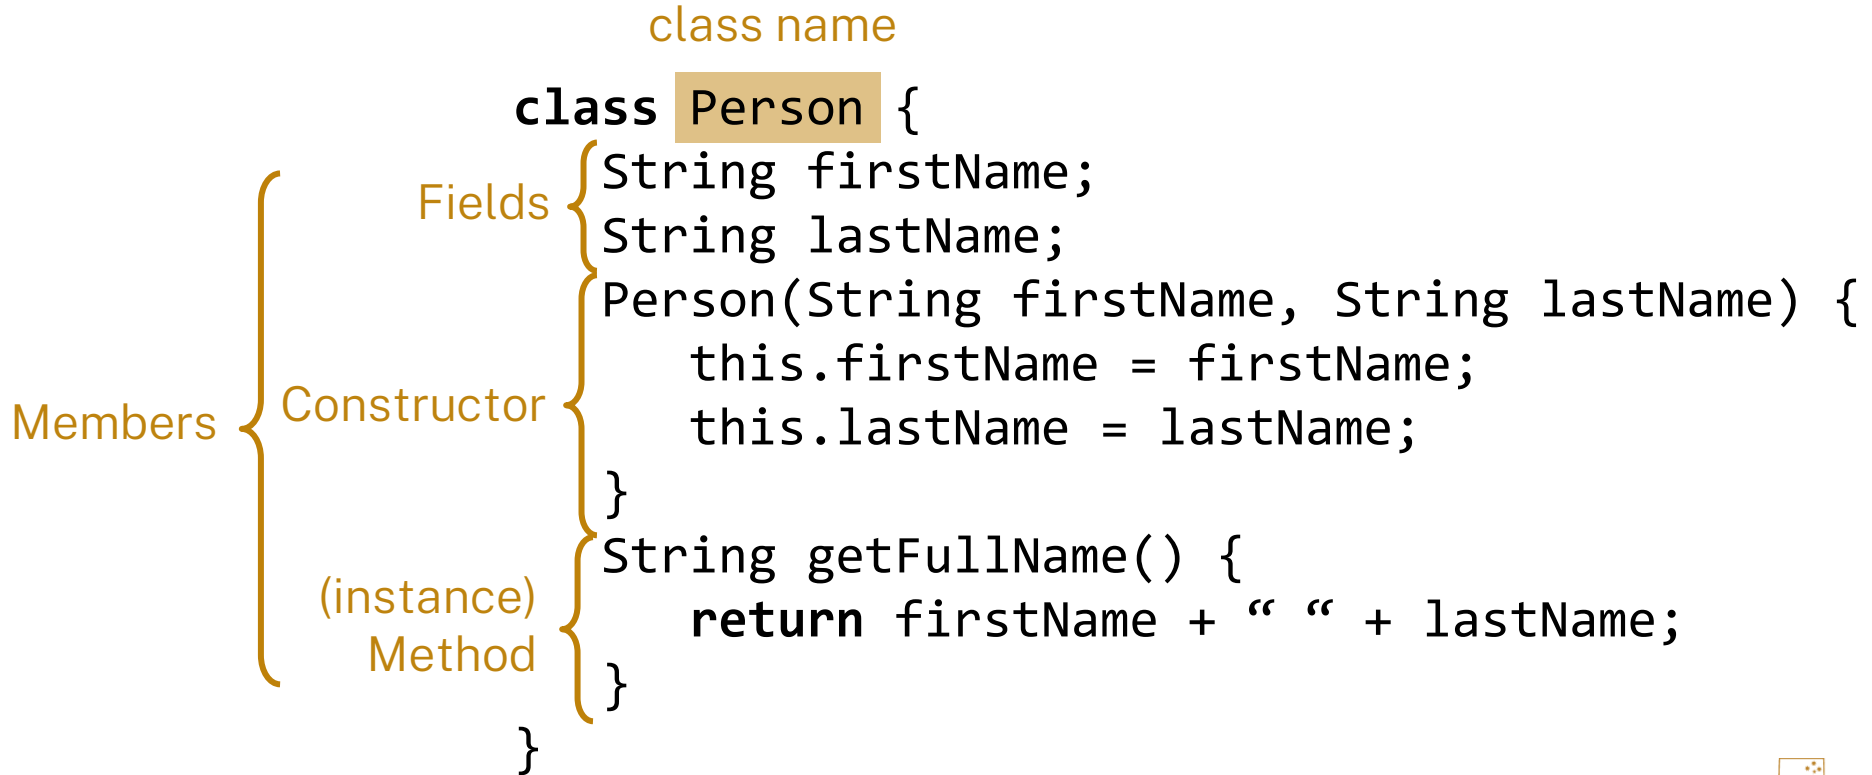 class name
class Person {
Fields
String firstName;
String lastName;
Person(String firstName, String lastName) {
this.firstName = firstName;
Members
Constructor
this.lastName = lastName;
}
String getFullName() {
(instance)
Method
return firstName + “ “ + lastName;
}
}